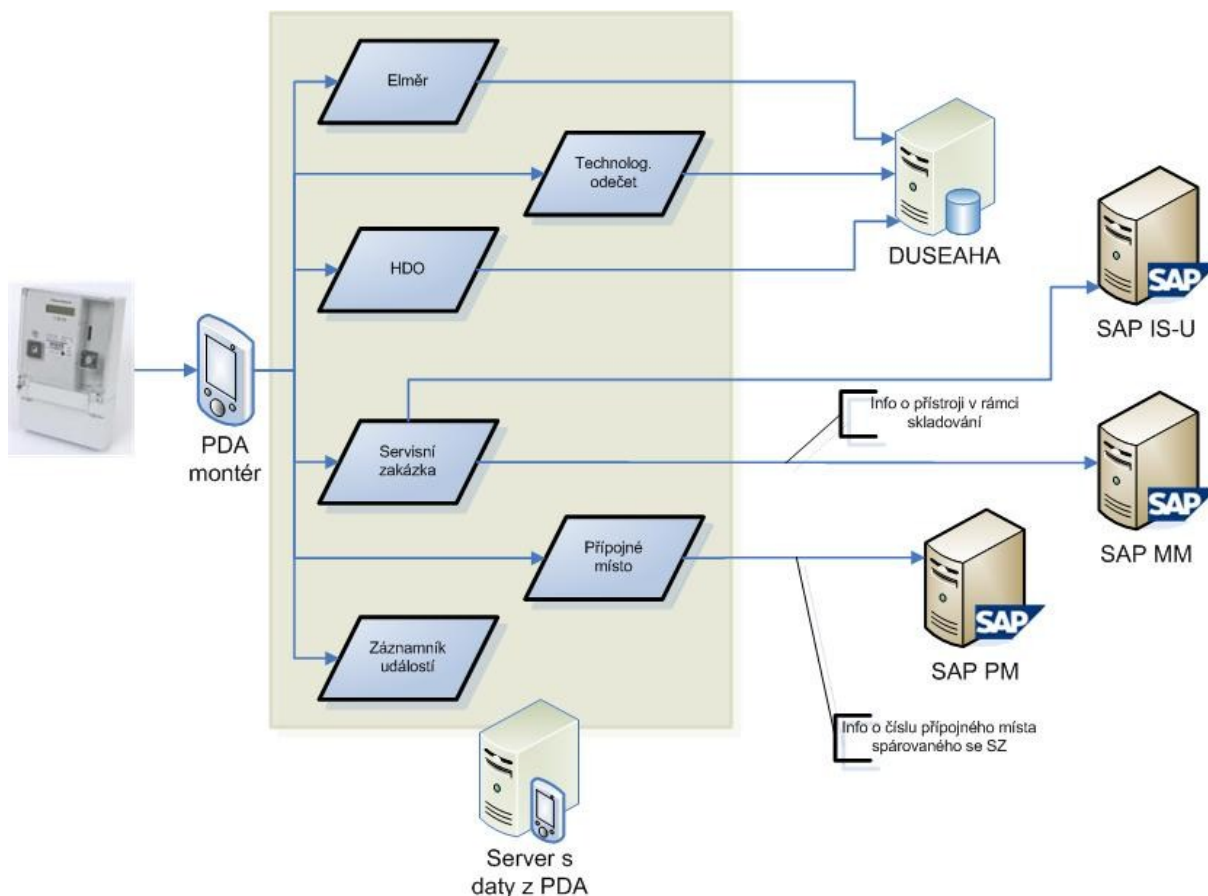 Elměr
Technolog.
odečet
HDO
DUSEAHA
SAP
SAP IS-U
PDA
montér
Servisní
zakázka
Info o přístroji v rámci
skladování
SAP
SAP MM
Přípojné
místo
SAP
SAP PM
Záznamník
událostí
Info o číslu přípojného místa
spárovaného se SZ
Server s
daty z PDA